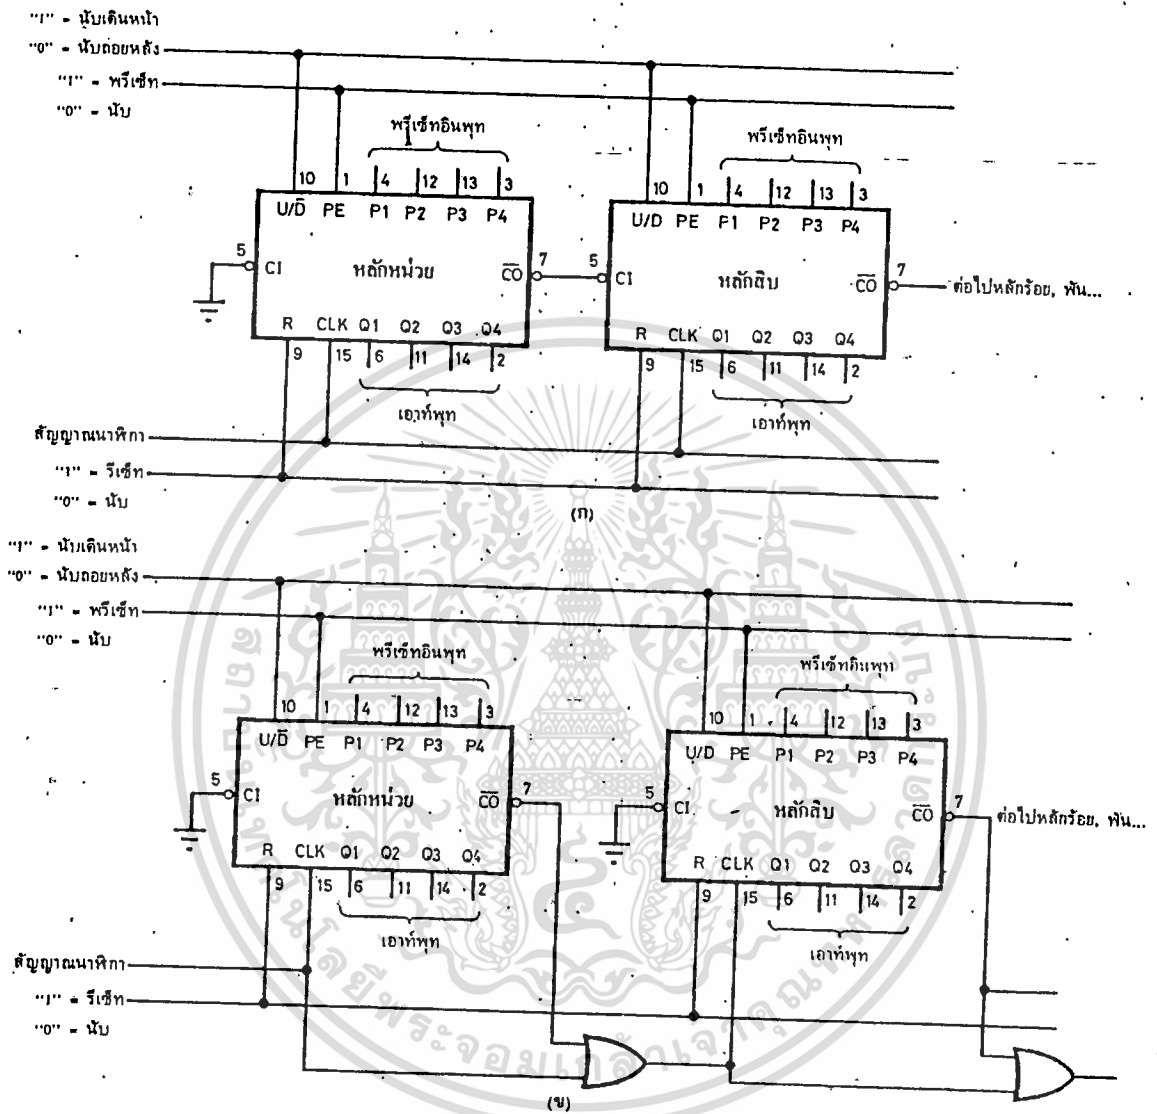 "1" = นับเดินหน้า
"0" = นับถอยหลัง
"1" = พรีเซ็ท
"0" = นับ
พรีเซ็ทอินพุท
พรีเซ็ทอินพุท
10 1 4 12 13 3
10 1 4 12 13 3
U/D̅ PE P1 P2 P3 P4
U/D PE P1 P2 P3 P4
5 CI หลักหน่วย C̅O̅ 7
5 CI หลักสิบ C̅O̅ 7
ต่อไปหลักร้อย, พัน...
R CLK Q1 Q2 Q3 Q4
R CLK Q1 Q2 Q3 Q4
9 15 6 11 14 2
9 15 6 11 14 2
เอาท์พุท
เอาท์พุท
สัญญาณนาฬิกา
"1" = รีเซ็ท
"0" = นับ
(ก)
"1" = นับเดินหน้า
"0" = นับถอยหลัง
"1" = พรีเซ็ท
"0" = นับ
พรีเซ็ทอินพุท
พรีเซ็ทอินพุท
10 1 4 12 13 3
10 1 4 12 13 3
U/D̅ PE P1 P2 P3 P4
U/D PE P1 P2 P3 P4
5 CI หลักหน่วย C̅O̅ 7
5 CI หลักสิบ C̅O̅ 7
ต่อไปหลักร้อย, พัน...
R CLK Q1 Q2 Q3 Q4
R CLK Q1 Q2 Q3 Q4
9 15 6 11 14 2
9 15 6 11 14 2
เอาท์พุท
เอาท์พุท
สัญญาณนาฬิกา
"1" = รีเซ็ท
"0" = นับ
(ข)